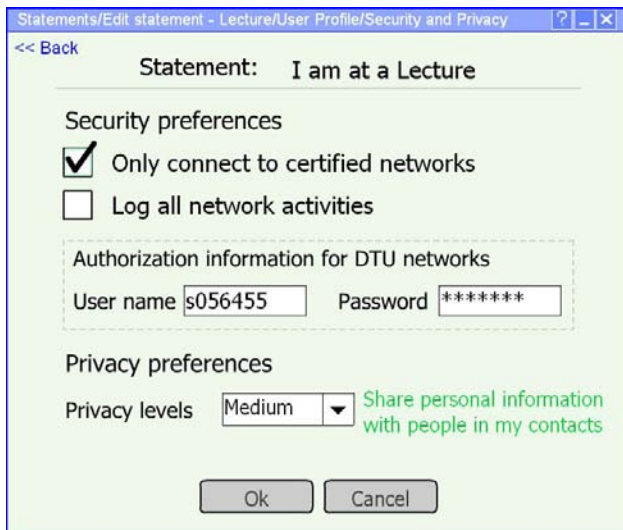 Statements/Edit statement - Lecture/User Profile/Security and Privacy
<< Back
Statement: I am at a Lecture
Security preferences
Only connect to certified networks
Log all network activities
Authorization information for DTU networks
User name s056455 Password *******
Privacy preferences
Privacy levels Medium Share personal information
with people in my contacts
Ok Cancel